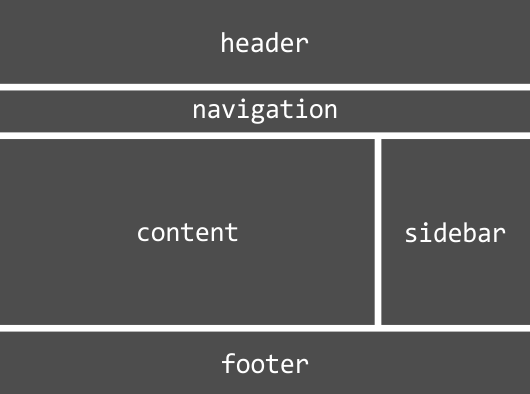 header
navigation
content
sidebar
footer